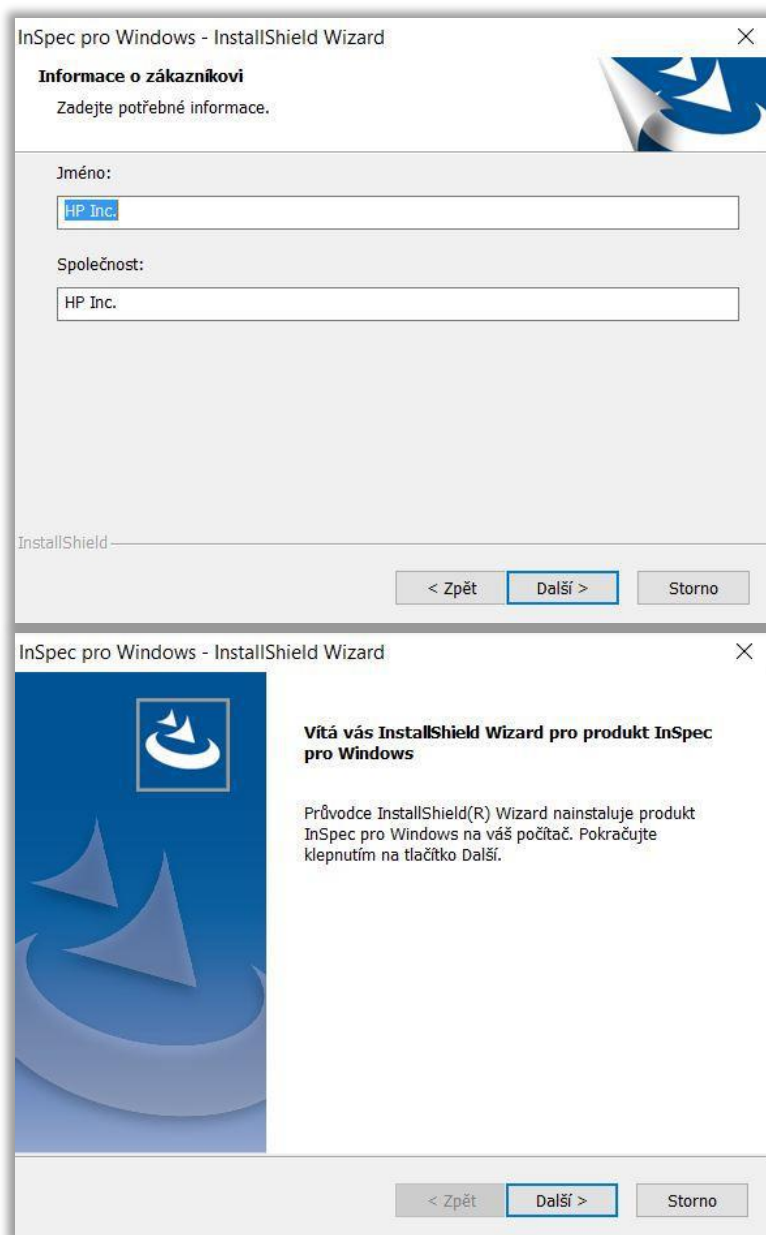 InSpec pro Windows - InstallShield Wizard
Informace o zákazníkovi
Zadejte potřebné informace.
Jméno:
HP Inc.
Společnost:
HP Inc.
InstallShield
< Zpět Další > Storno
InSpec pro Windows - InstallShield Wizard
Vítá vás InstallShield Wizard pro produkt InSpec
pro Windows
Průvodce InstallShield(R) Wizard nainstaluje produkt
InSpec pro Windows na váš počítač. Pokračujte
klepnutím na tlačítko Další.
< Zpět Další > Storno